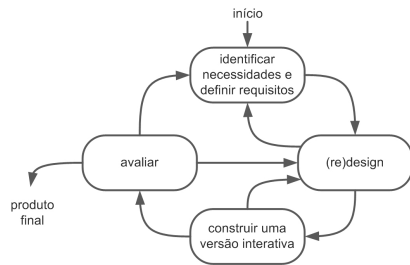 início
identificar
necessidades e
definir requisitos
avaliar
(re)design
produto
final
construir uma
versão interativa